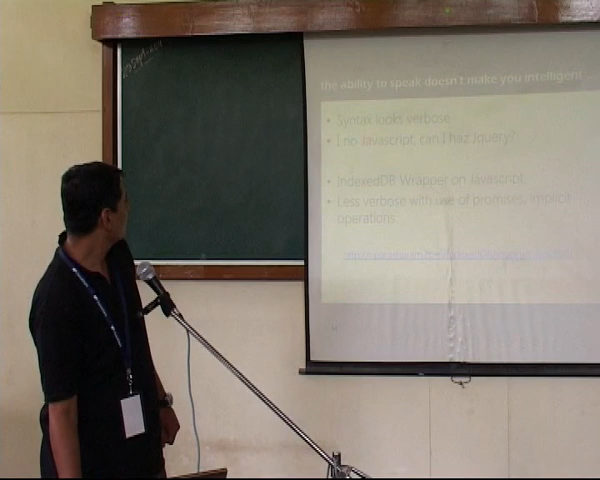 the ability to speak doesn't make you intelligent...
• Syntax looks verbose
• I no Javascript, can I haz Jquery?
• IndexedDB Wrapper on Javascript
• Less verbose with use of promises, implicit
operations